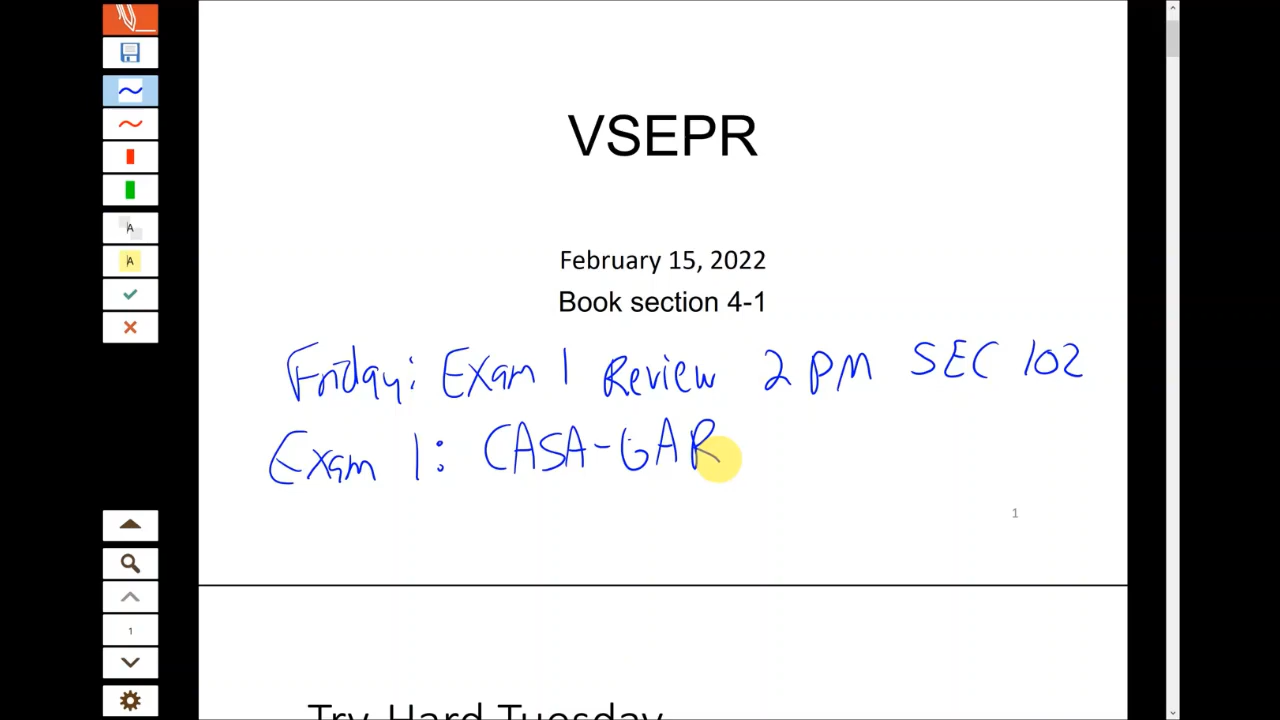 VSEPR
February 15, 2022
Book section 4-1
Friday: Exam 1 Review 2 PM SEC 102
Exam 1: CASA-GAR
1
A
A
1
Try-Hard Tuesday